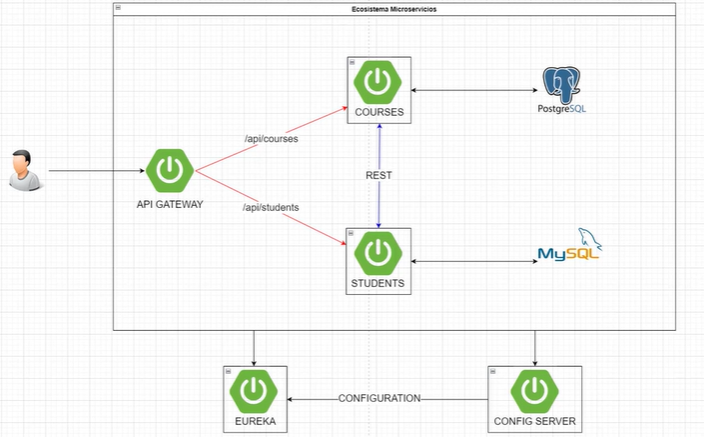 Ecosistema Microservicios
COURSES
PostgreSQL
/api/courses
REST
API GATEWAY
/api/students
MySQL
STUDENTS
CONFIGURATION
EUREKA
CONFIG SERVER